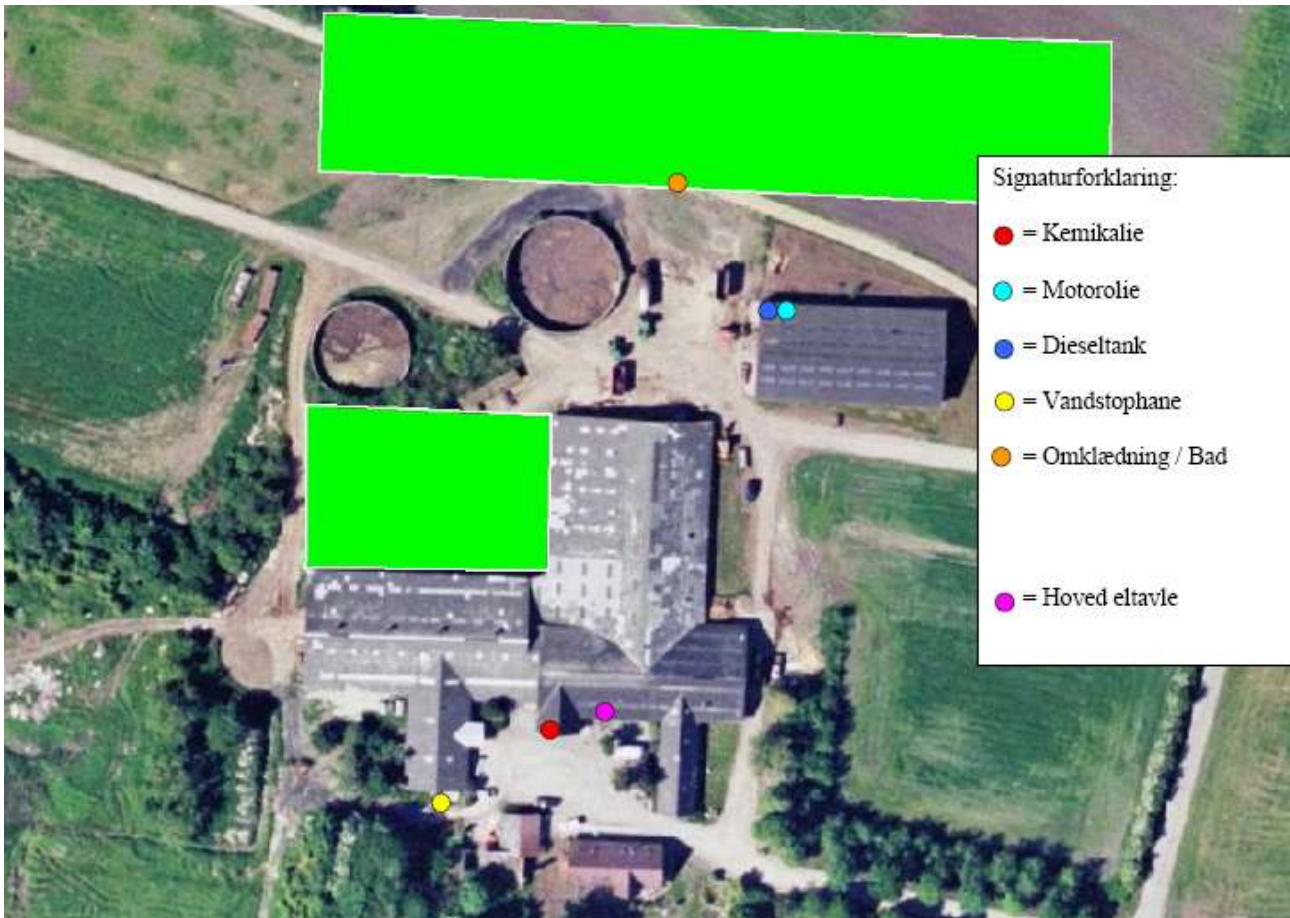 Signaturforklaring:
= Kemikalie
= Motorolie
= Dieseltank
= Vandstophane
= Omklædning / Bad
= Hoved eltavle